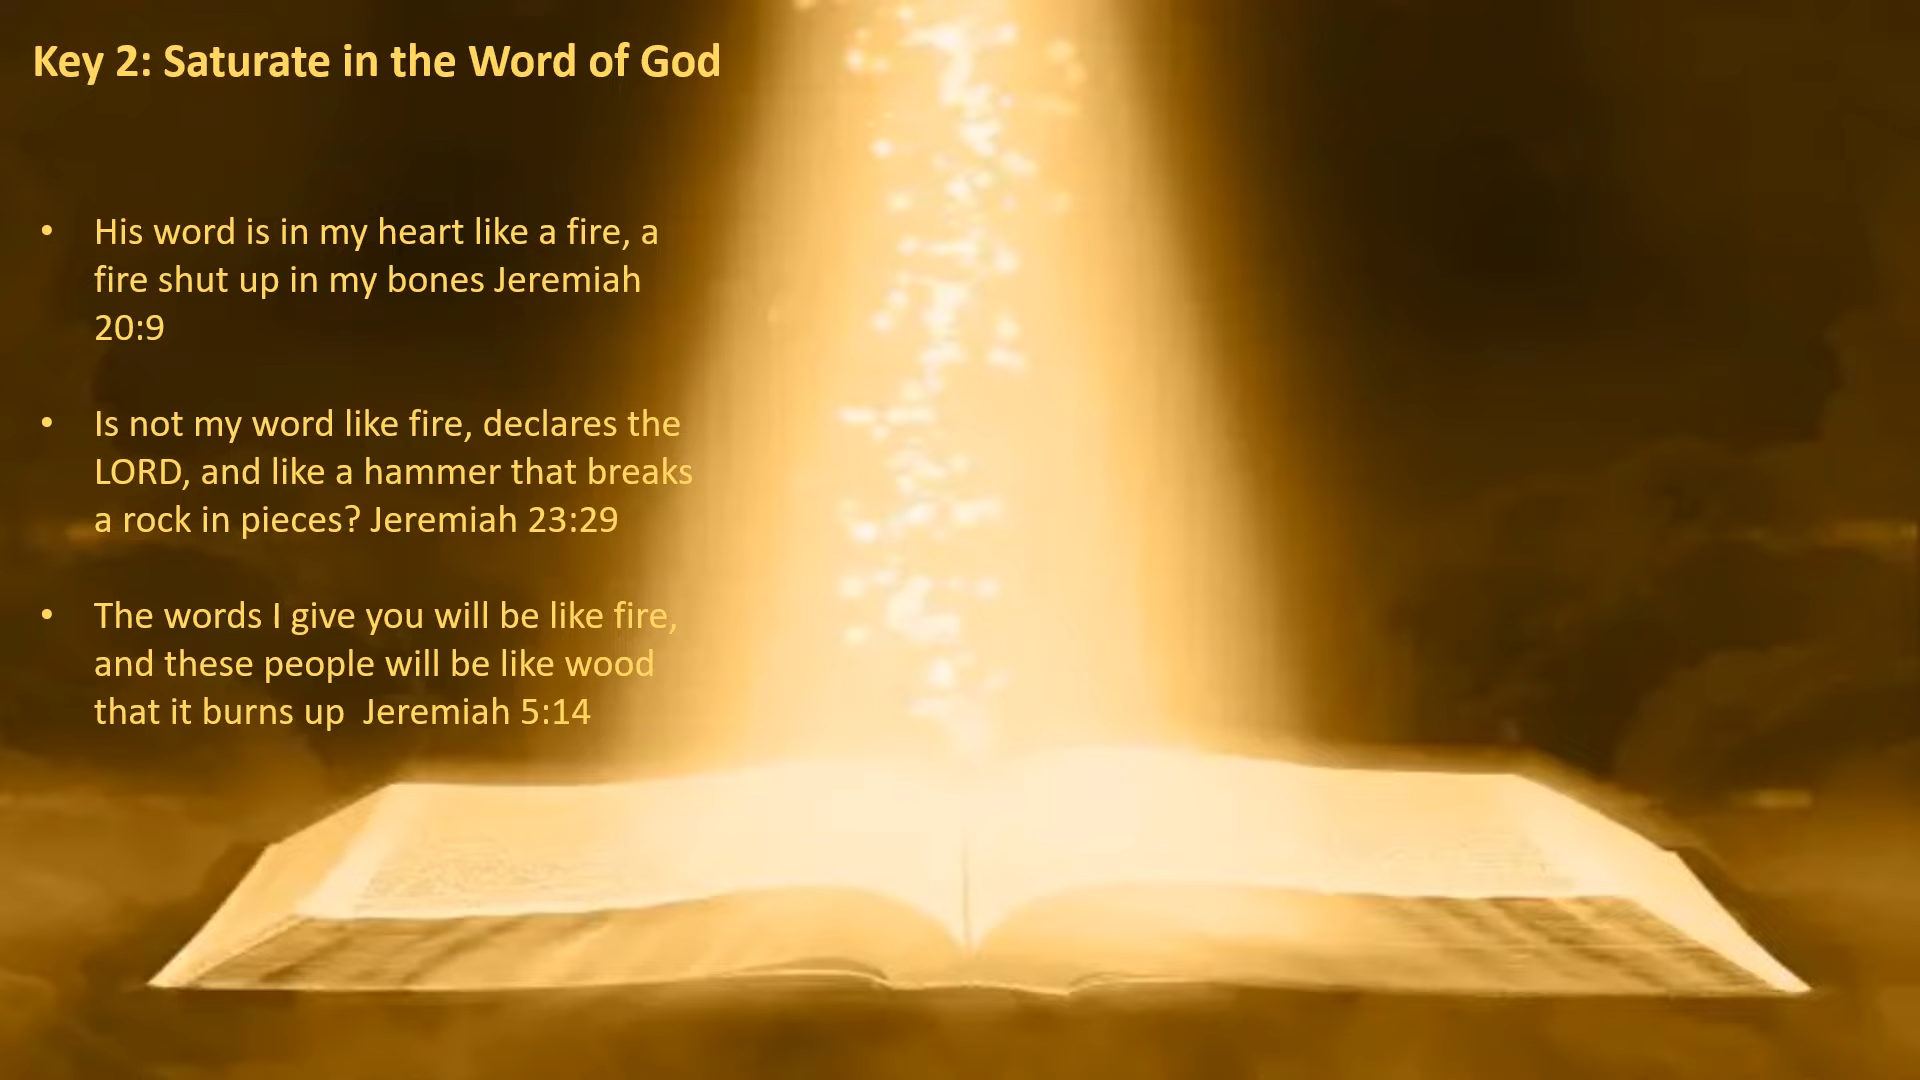 Key 2: Saturate in the Word of God
• His word is in my heart like a fire, a
fire shut up in my bones Jeremiah
20:9
• Is not my word like fire, declares the
LORD, and like a hammer that breaks
a rock in pieces? Jeremiah 23:29
• The words I give you will be like fire,
and these people will be like wood
that it burns up  Jeremiah 5:14